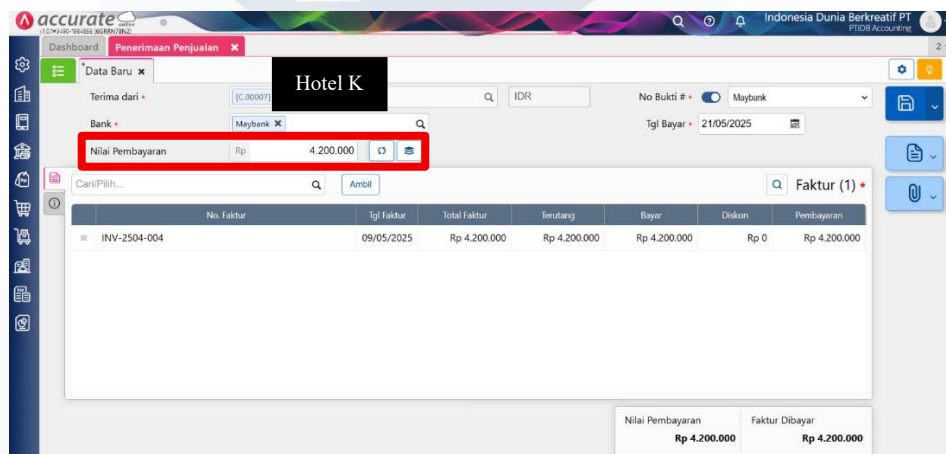 accurate online
Indonesia Dunia Berkreatif PT
PTIDB Accounting
Dashboard Penerimaan Penjualan ×
2
*Data Baru ×
Hotel K
Terima dari * [C.00007] IDR No Bukti # * Maybank
Bank * Maybank × Tgl Bayar * 21/05/2025
Nilai Pembayaran Rp 4.200.000
Cari/Pilih... Ambil Faktur (1) *
No. Faktur Tgl Faktur Total Faktur Terutang Bayar Diskon Pembayaran
INV-2504-004 09/05/2025 Rp 4.200.000 Rp 4.200.000 Rp 4.200.000 Rp 0 Rp 4.200.000
Nilai Pembayaran Faktur Dibayar
Rp 4.200.000 Rp 4.200.000